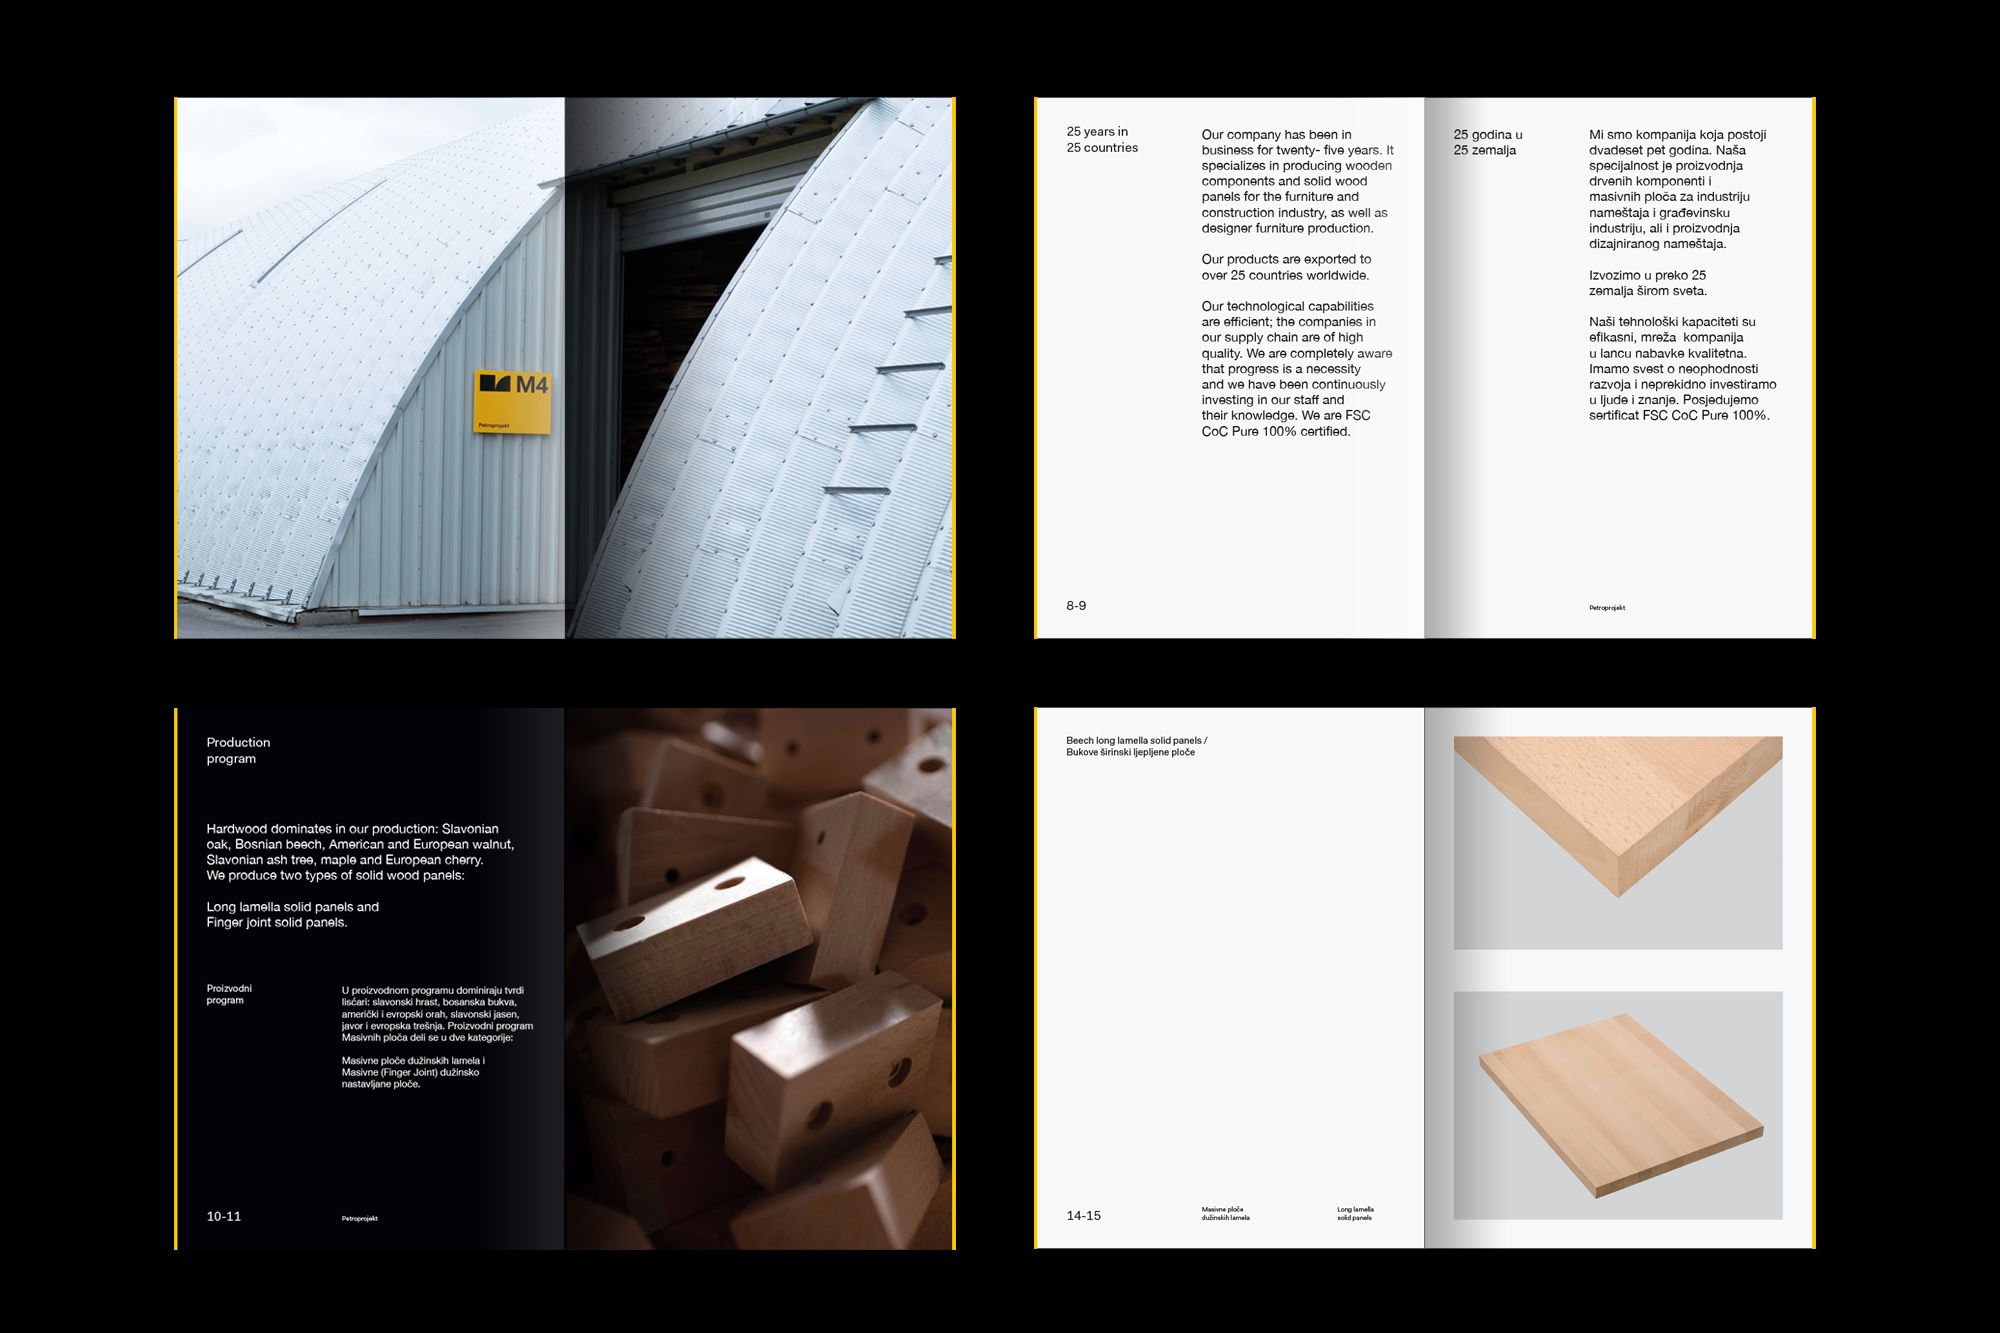 M4
Petroprojekt
25 years in
25 countries
Our company has been in
business for twenty- five years. It
specializes in producing wooden
components and solid wood
panels for the furniture and
construction industry, as well as
designer furniture production.
Our products are exported to
over 25 countries worldwide.
Our technological capabilities
are efficient; the companies in
our supply chain are of high
quality. We are completely aware
that progress is a necessity
and we have been continuously
investing in our staff and
their knowledge. We are FSC
CoC Pure 100% certified.
8-9
25 godina u
25 zemalja
Mi smo kompanija koja postoji
dvadeset pet godina. Naša
specijalnost je proizvodnja
drvenih komponenti i
masivnih ploča za industriju
nameštaja i građevinsku
industriju, ali i proizvodnja
dizajniranog nameštaja.
Izvozimo u preko 25
zemalja širom sveta.
Naši tehnološki kapaciteti su
efikasni, mreža kompanija
u lancu nabavke kvalitetna.
Imamo svest o neophodnosti
razvoja i neprekidno investiramo
u ljude i znanje. Posjedujemo
sertificat FSC CoC Pure 100%.
Petroprojekt
Production
program
Hardwood dominates in our production: Slavonian
oak, Bosnian beech, American and European walnut,
Slavonian ash tree, maple and European cherry.
We produce two types of solid wood panels:
Long lamella solid panels and
Finger joint solid panels.
Proizvodni
program
U proizvodnom programu dominiraju tvrdi
lisćari: slavonski hrast, bosanska bukva,
američki i evropski orah, slavonski jasen,
javor i evropska trešnja. Proizvodni program
Masivnih ploča deli se u dve kategorije:
Masivne ploče dužinskih lamela i
Masivne (Finger Joint) dužinsko
nastavljane ploče.
10-11
Petroprojekt
Beech long lamella solid panels /
Bukove širinski ljepljene ploče
14-15
Masivne ploče
dužinskih lamela
Long lamella
solid panels